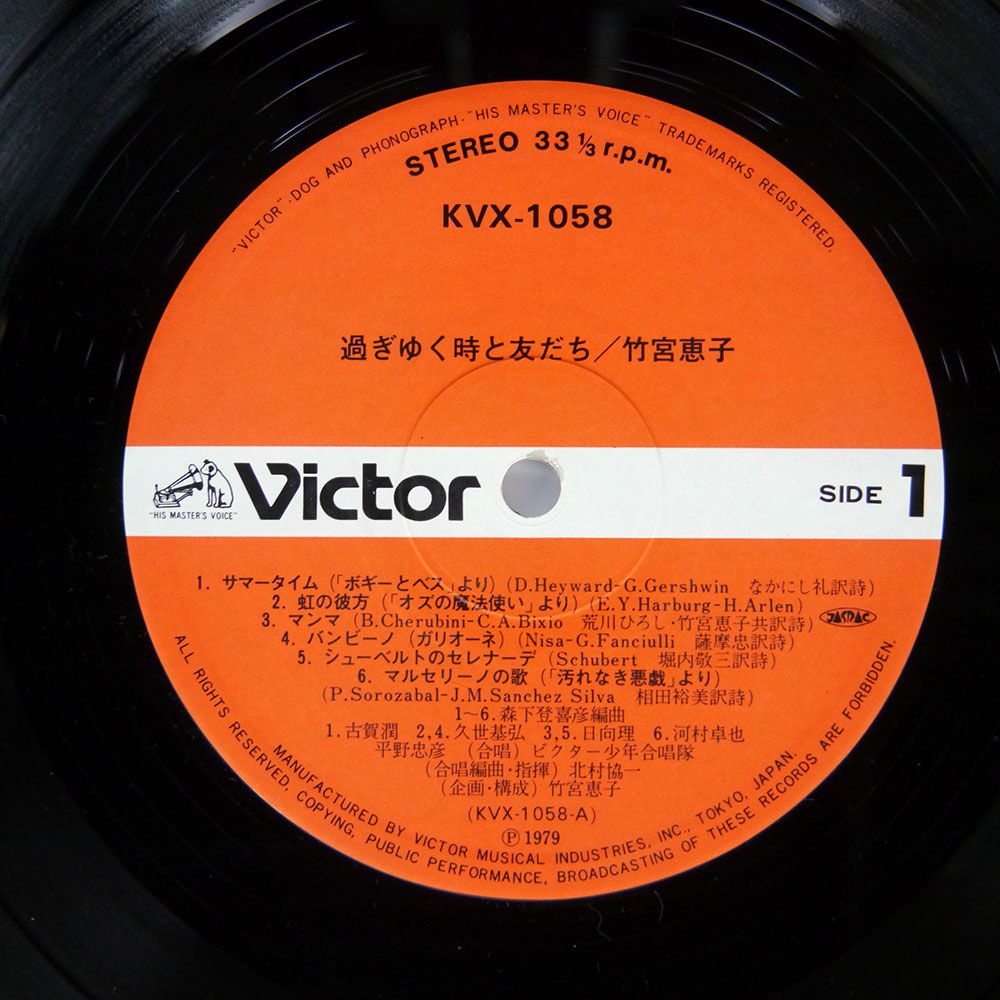 "VICTOR"-DOG AND PHONOGRAPH-"HIS MASTER'S VOICE" TRADEMARKS REGISTERED.
STEREO 33 1/3 r.p.m.
KVX-1058
過ぎゆく時と友だち／竹宮恵子
"HIS MASTER'S VOICE"
Victor
SIDE 1
1. サマータイム（「ボギーとベス」より）(D.Heyward-G.Gershwin なかにし礼訳詩)
2. 虹の彼方（「オズの魔法使い」より）(E.Y.Harburg-H.Arlen)
3. マンマ (B.Cherubini-C.A.Bixio 荒川ひろし・竹宮恵子共訳詩)
JASRAC
4. バンビーノ（ガリオーネ）(Nisa-G.Fanciulli 薩摩忠訳詩)
5. シューベルトのセレナーデ (Schubert 堀内敬三訳詩)
6. マルセリーノの歌（「汚れなき悪戯」より）
(P.Sorozabal-J.M.Sanchez Silva 相田裕美訳詩)
1~6. 森下登喜彦編曲
1. 古賀潤 2,4. 久世基弘 3,5. 日向理 6. 河村卓也
平野忠彦 （合唱）ビクター少年合唱隊
（合唱編曲・指揮）北村協一
（企画・構成）竹宮恵子
(KVX-1058-A)
Ⓟ 1979
MANUFACTURED BY VICTOR MUSICAL INDUSTRIES, INC., TOKYO, JAPAN.
ALL RIGHTS RESERVED, COPYING, PUBLIC PERFORMANCE, BROADCASTING OF THESE RECORDS ARE FORBIDDEN.